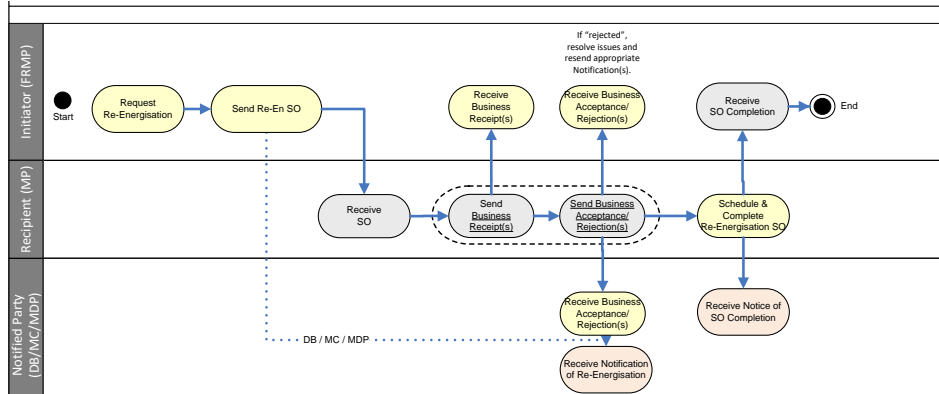 Initiator (FRMP)
Start
Request
Re-Energisation
Send Re-En SO
Receive
Business
Receipt(s)
If “rejected”,
resolve issues and
resend appropriate
Notification(s).
Receive Business
Acceptance/
Rejection(s)
Receive
SO Completion
End
Recipient (MP)
Receive
SO
Send
Business
Receipt(s)
Send Business
Acceptance/
Rejection(s)
Schedule &
Complete
Re-Energisation SO
Notified Party
(DB/MC/MDP)
DB / MC / MDP
Receive Business
Acceptance/
Rejection(s)
Receive Notification
of Re-Energisation
Receive Notice of
SO Completion